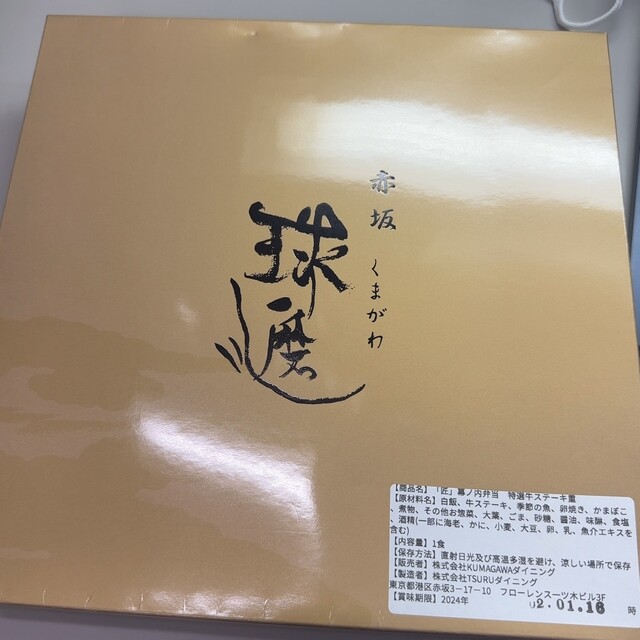 赤坂
くまがわ
球磨
【商品名】「匠」幕ノ内弁当 特選牛ステーキ重
【原材料名】白飯、牛ステーキ、季節の魚、卵焼き、かまぼこ
、煮物、その他お惣菜、大葉、ごま、砂糖、醤油、味醂、食塩
、酒精(一部に海老、かに、小麦、大豆、卵、乳、魚介エキスを
含む)
【内容量】1食
【保存方法】直射日光及び高温多湿を避け、涼しい場所で保存
【販売者】株式会社KUMAGAWAダイニング
【製造者】株式会社TSURUダイニング
東京都港区赤坂3−17−10 フローレンスーツ木ビル3F
【賞味期限】2024年 02.01.16 時